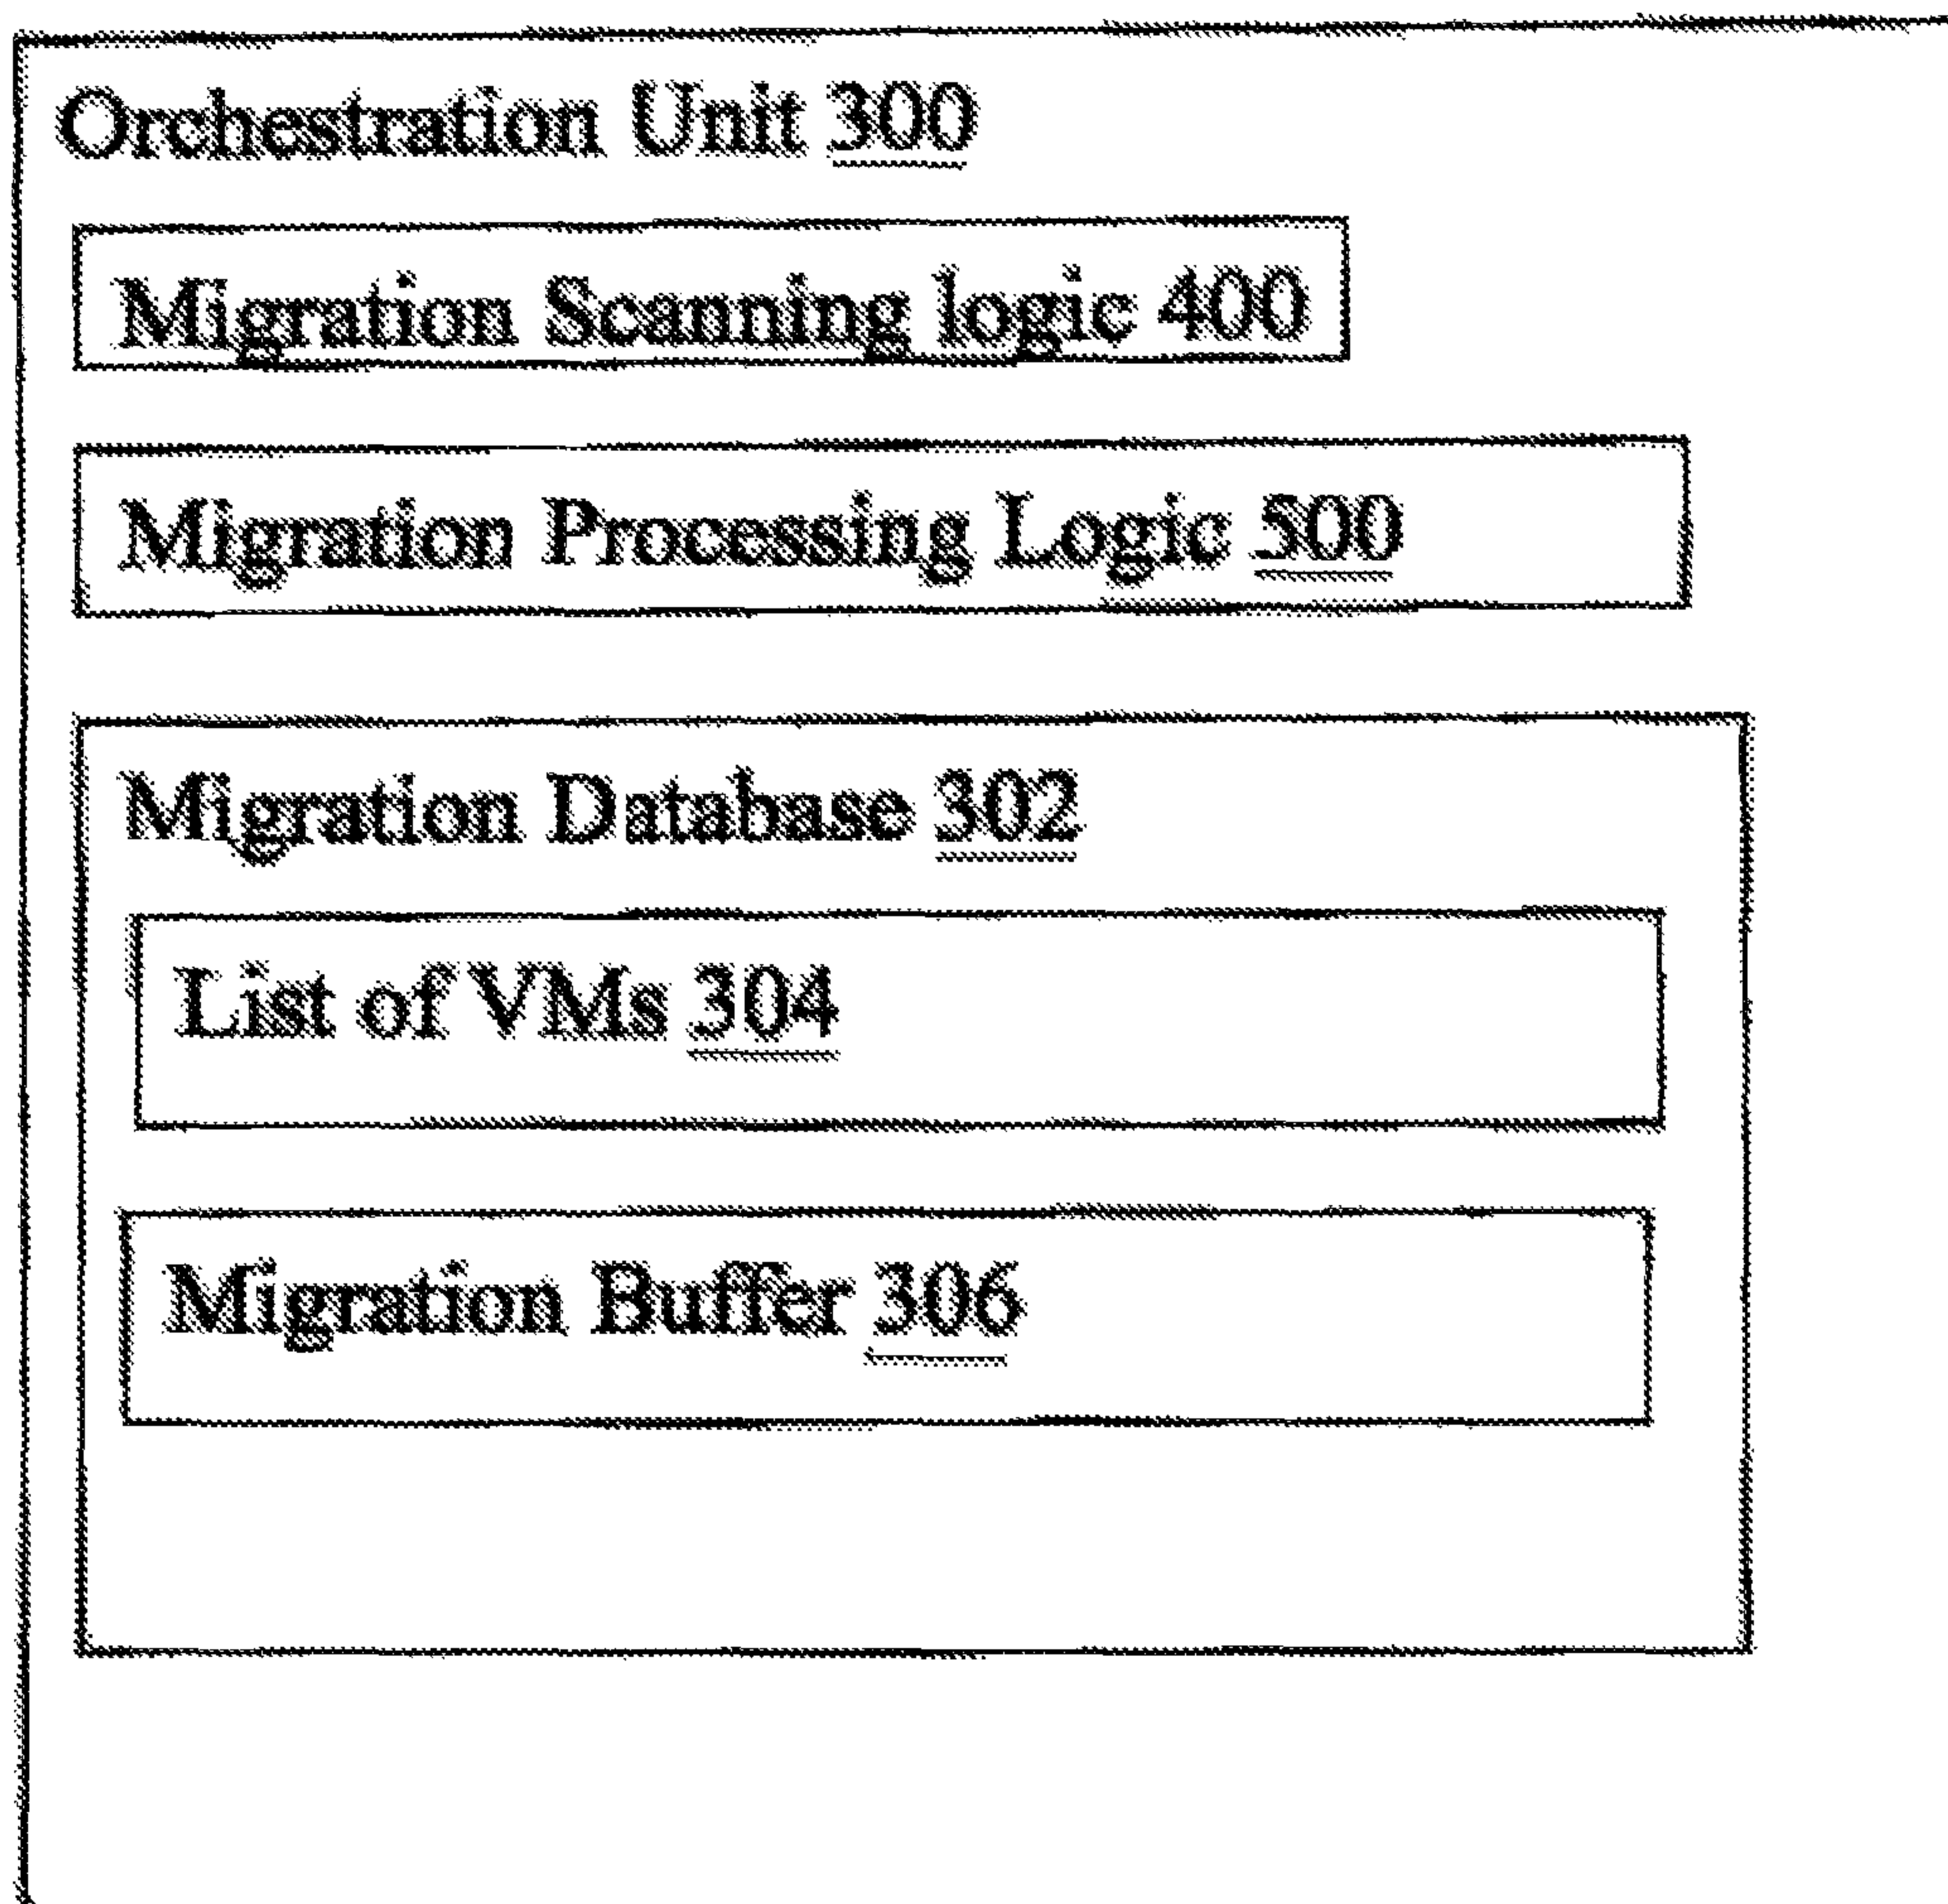 Orchestration Unit 300
Migration Scanning logic 400
Migration Processing Logic 500
Migration Database 302
List of VMs 304
Migration Buffer 306